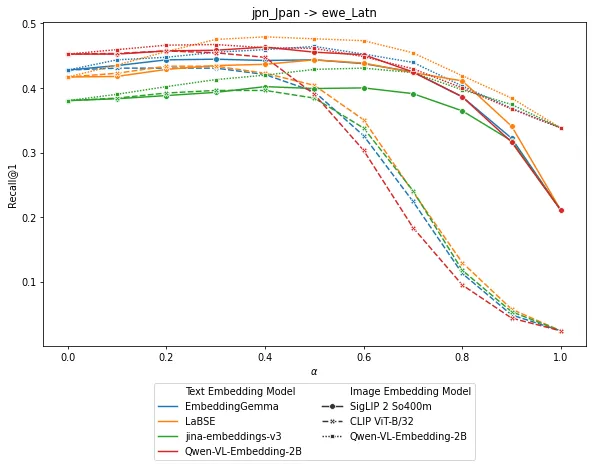 jpn_Jpan -> ewe_Latn
0.5
0.4
0.3
0.2
0.1
Recall@1
0.0 0.2 0.4 0.6 0.8 1.0
α
Text Embedding Model Image Embedding Model
EmbeddingGemma SigLIP 2 So400m
LaBSE CLIP ViT-B/32
jina-embeddings-v3 Qwen-VL-Embedding-2B
Qwen-VL-Embedding-2B